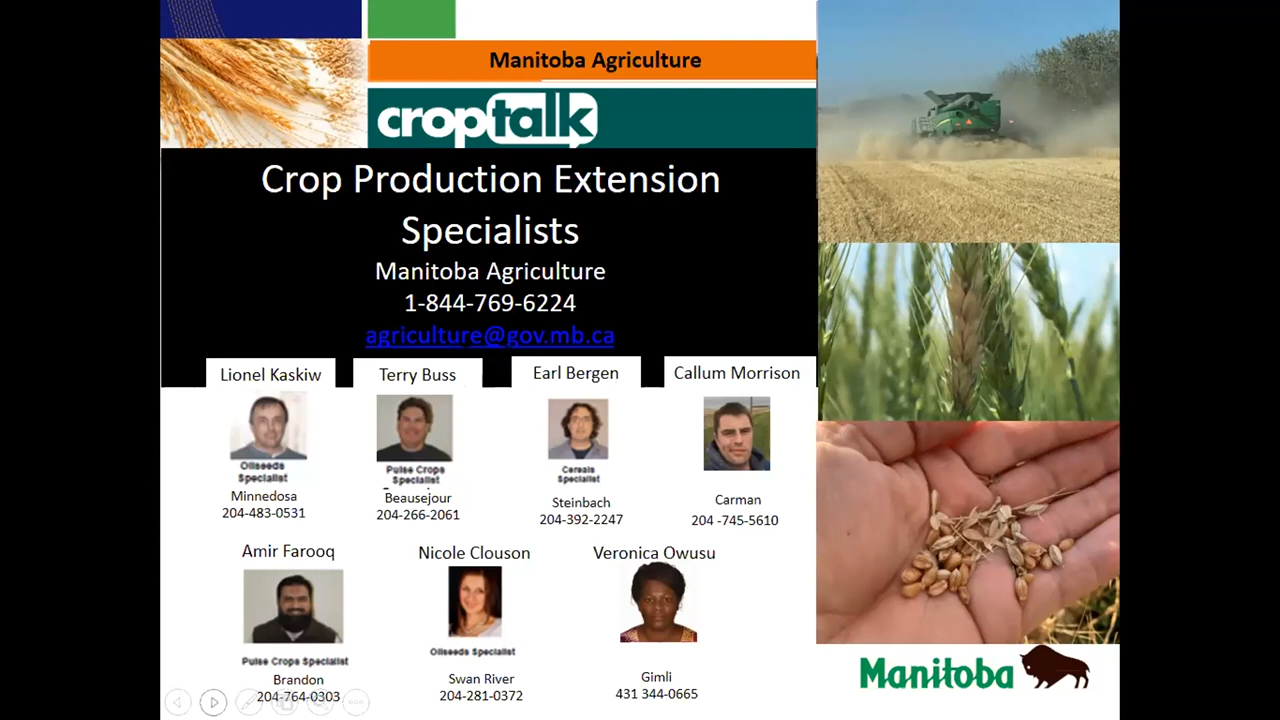 Manitoba Agriculture
croptalk
Crop Production Extension
Specialists
Manitoba Agriculture
1-844-769-6224
agriculture@gov.mb.ca
Lionel Kaskiw
Terry Buss
Earl Bergen
Callum Morrison
Oilseeds
Specialist
Minnedosa
204-483-0531
Pulse Crops
Specialist
Beausejour
204-266-2061
Cereals
Specialist
Steinbach
204-392-2247
Carman
204 -745-5610
Amir Farooq
Nicole Clouson
Veronica Owusu
Pulse Crops Specialist
Brandon
204-764-0303
Oilseeds Specialist
Swan River
204-281-0372
Gimli
431 344-0665
Manitoba